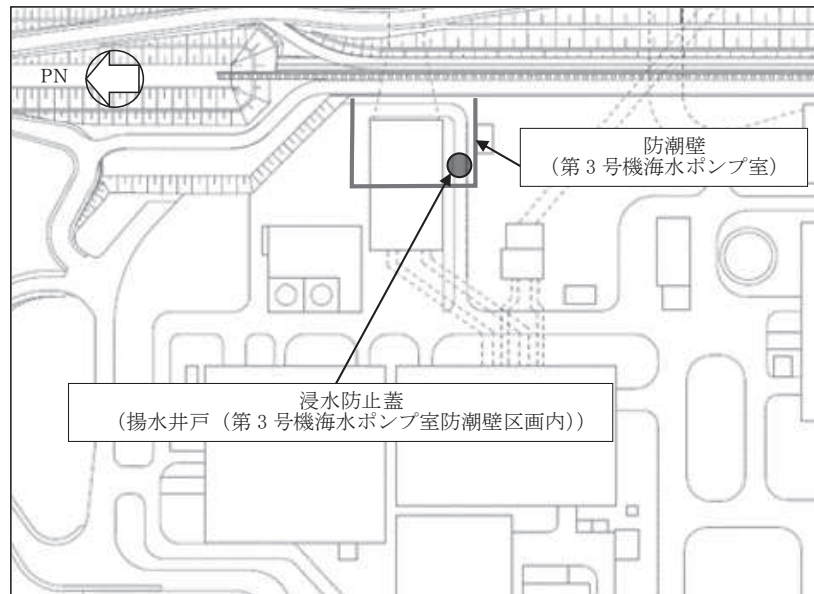 PN
防潮壁
（第３号機海水ポンプ室）
浸水防止蓋
（揚水井戸（第３号機海水ポンプ室防潮壁区画内））